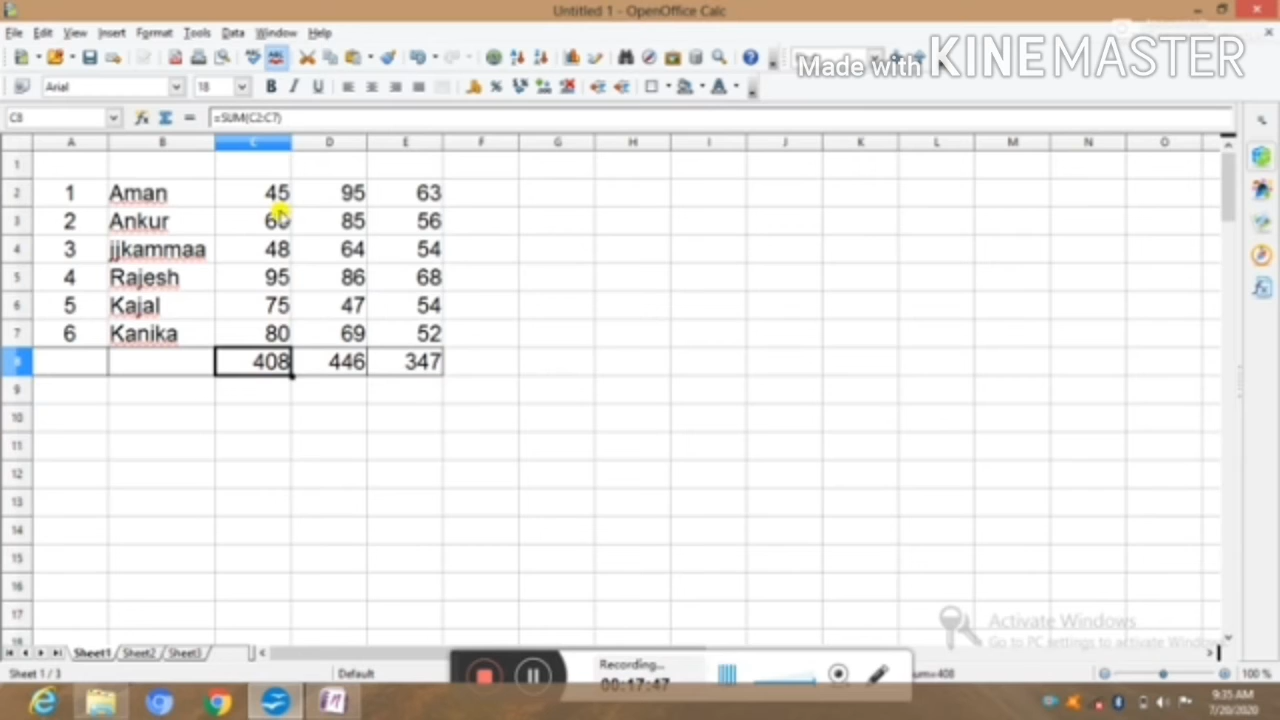 Untitled 1 - OpenOffice Calc
File Edit View Insert Format Tools Data Window Help
Made with KINEMASTER
Arial 18
C8 =SUM(C2:C7)
A B C D E F G H I J K L M N O
1
2 1 Aman 45 95 63
3 2 Ankur 85 56
4 3 jjkammaa 48 64 54
5 4 Rajesh 95 86 68
6 5 Kajal 75 47 54
7 6 Kanika 80 69 52
8 408 446 347
9
10
11
12
13
14
15
16
17
18
Activate Windows
Go to PC settings to activate Windows
Sheet1 Sheet2 Sheet3
Recording...
00:17:47
Sheet 1 / 3 Default 100 %
9:35 AM
7/20/2020